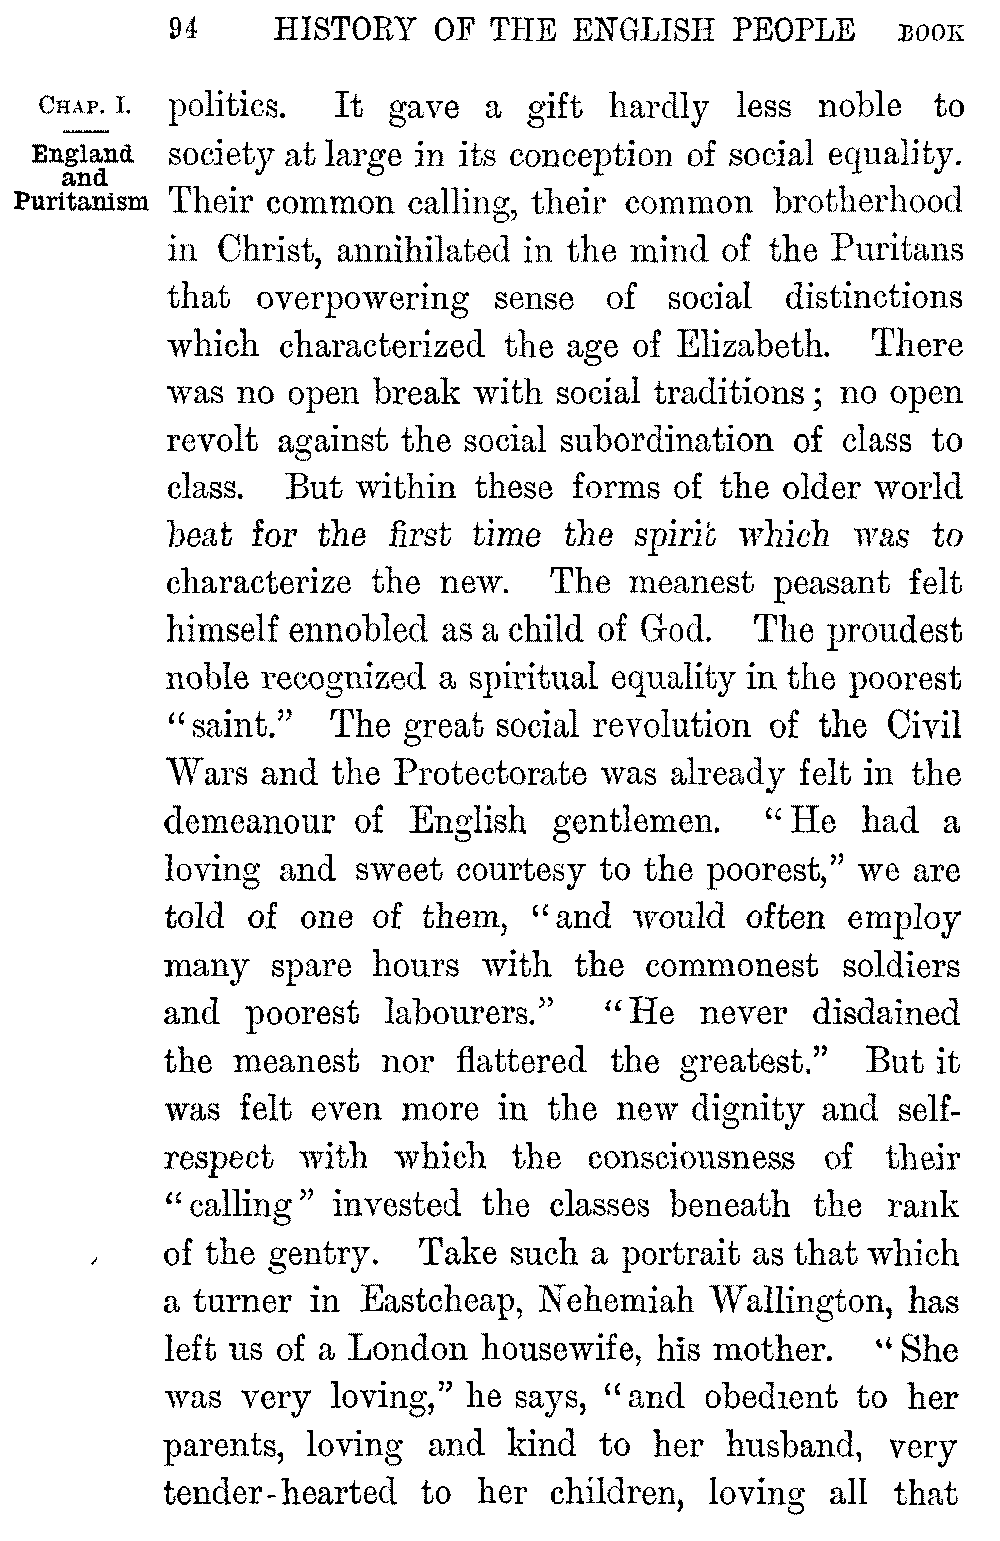 94 HISTORY OF THE ENGLISH PEOPLE BOOK
CHAP. I.
England
and
Puritanism
politics. It gave a gift hardly less noble to
society at large in its conception of social equality.
Their common calling, their common brotherhood
in Christ, annihilated in the mind of the Puritans
that overpowering sense of social distinctions
which characterized the age of Elizabeth. There
was no open break with social traditions; no open
revolt against the social subordination of class to
class. But within these forms of the older world
beat for the first time the spirit which was to
characterize the new. The meanest peasant felt
himself ennobled as a child of God. The proudest
noble recognized a spiritual equality in the poorest
"saint." The great social revolution of the Civil
Wars and the Protectorate was already felt in the
demeanour of English gentlemen. "He had a
loving and sweet courtesy to the poorest," we are
told of one of them, "and would often employ
many spare hours with the commonest soldiers
and poorest labourers." "He never disdained
the meanest nor flattered the greatest." But it
was felt even more in the new dignity and self-
respect with which the consciousness of their
"calling" invested the classes beneath the rank
of the gentry. Take such a portrait as that which
a turner in Eastcheap, Nehemiah Wallington, has
left us of a London housewife, his mother. "She
was very loving," he says, "and obedient to her
parents, loving and kind to her husband, very
tender-hearted to her children, loving all that